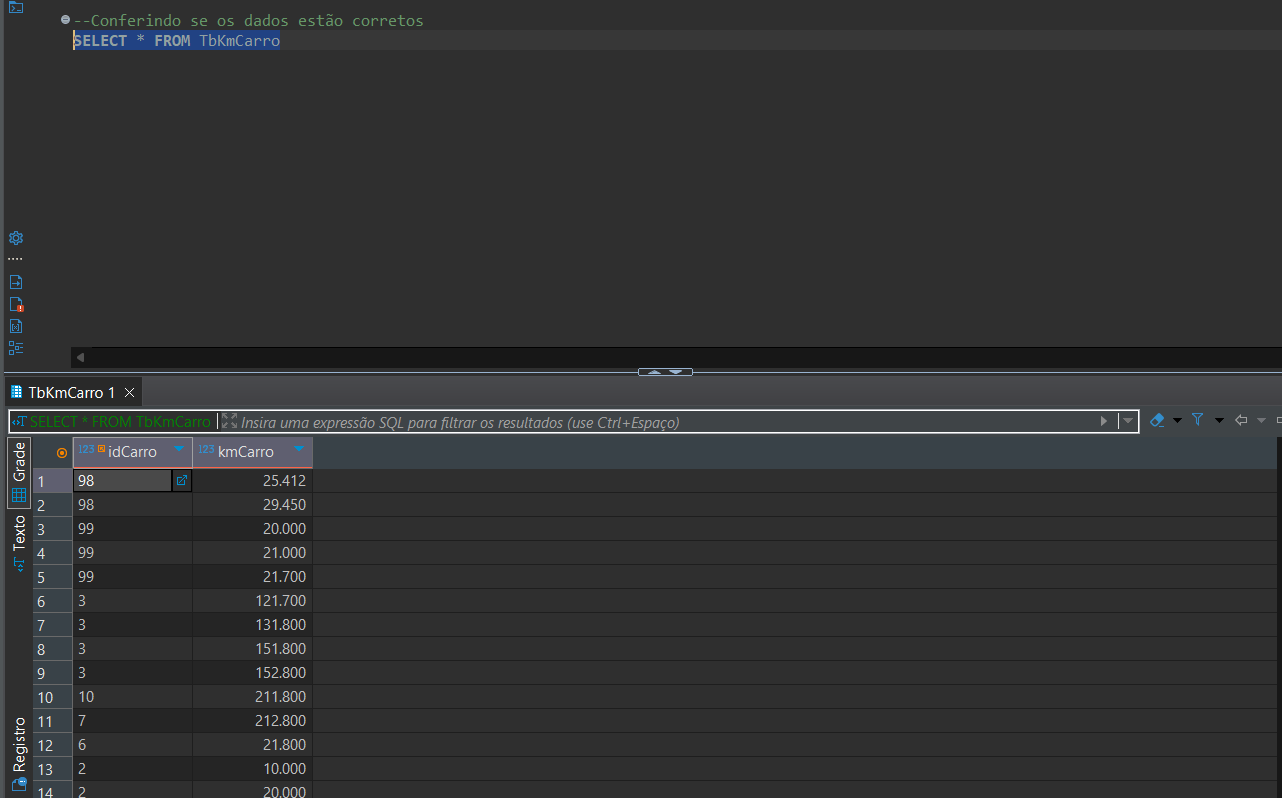 --Conferindo se os dados estão corretos
SELECT * FROM TbKmCarro
TbKmCarro 1
SELECT * FROM TbKmCarro Insira uma expressão SQL para filtrar os resultados (use Ctrl+Espaço)
Grade
Texto
Registro
123 idCarro 123 kmCarro
1 98 25.412
2 98 29.450
3 99 20.000
4 99 21.000
5 99 21.700
6 3 121.700
7 3 131.800
8 3 151.800
9 3 152.800
10 10 211.800
11 7 212.800
12 6 21.800
13 2 10.000
14 2 20.000